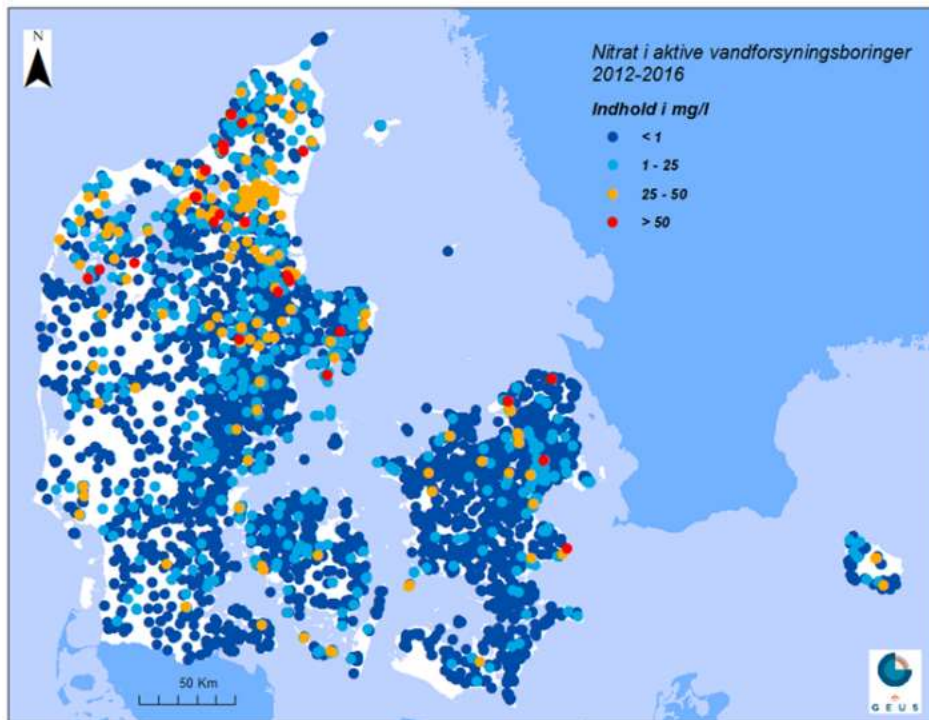 N
Nitrat i aktive vandforsyningsboringer
2012-2016
Indhold i mg/l
< 1
1 - 25
25 - 50
> 50
50 Km
GEUS